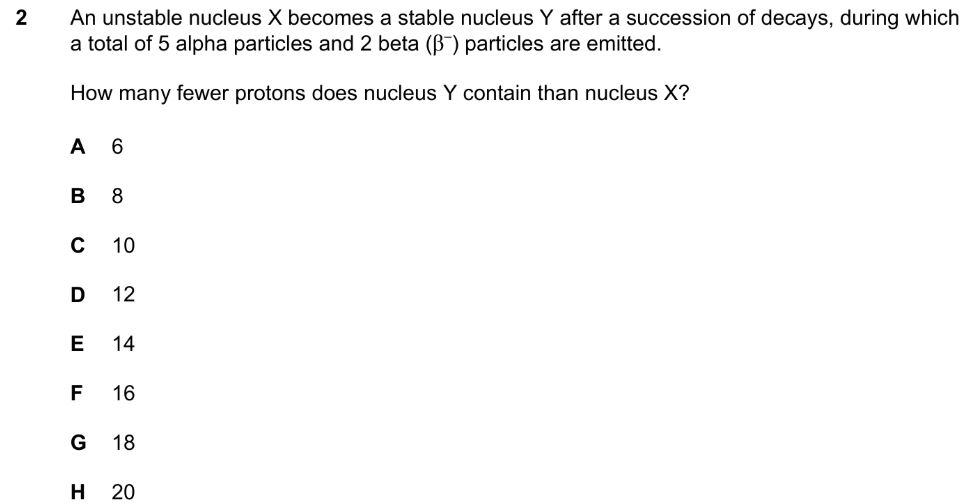 2 An unstable nucleus X becomes a stable nucleus Y after a succession of decays, during which
a total of 5 alpha particles and 2 beta (β⁻) particles are emitted.
How many fewer protons does nucleus Y contain than nucleus X?
A 6
B 8
C 10
D 12
E 14
F 16
G 18
H 20